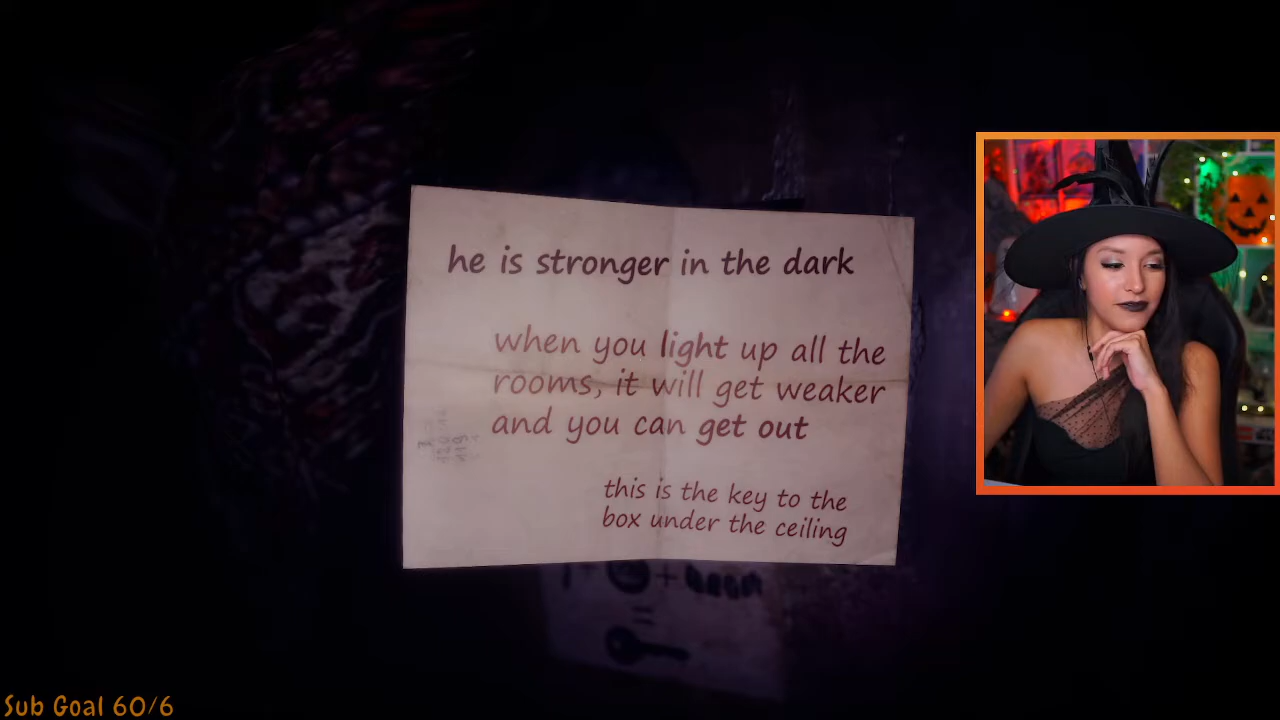 he is stronger in the dark
when you light up all the
rooms, it will get weaker
and you can get out
this is the key to the
box under the ceiling
Sub Goal 60/6